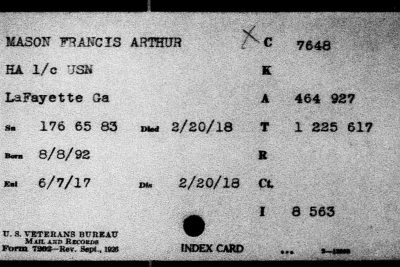 MASON FRANCIS ARTHUR X C 7648
HA 1/c USN K
LaFayette Ga A 464 927
Sn 176 65 83 Died 2/20/18 T 1 225 617
Born 8/8/92 R
Enl 6/7/17 Dis 2/20/18 Ct.
I 8 563
U. S. VETERANS BUREAU
MAIL AND RECORDS
Form 7202—Rev. Sept., 1926 INDEX CARD